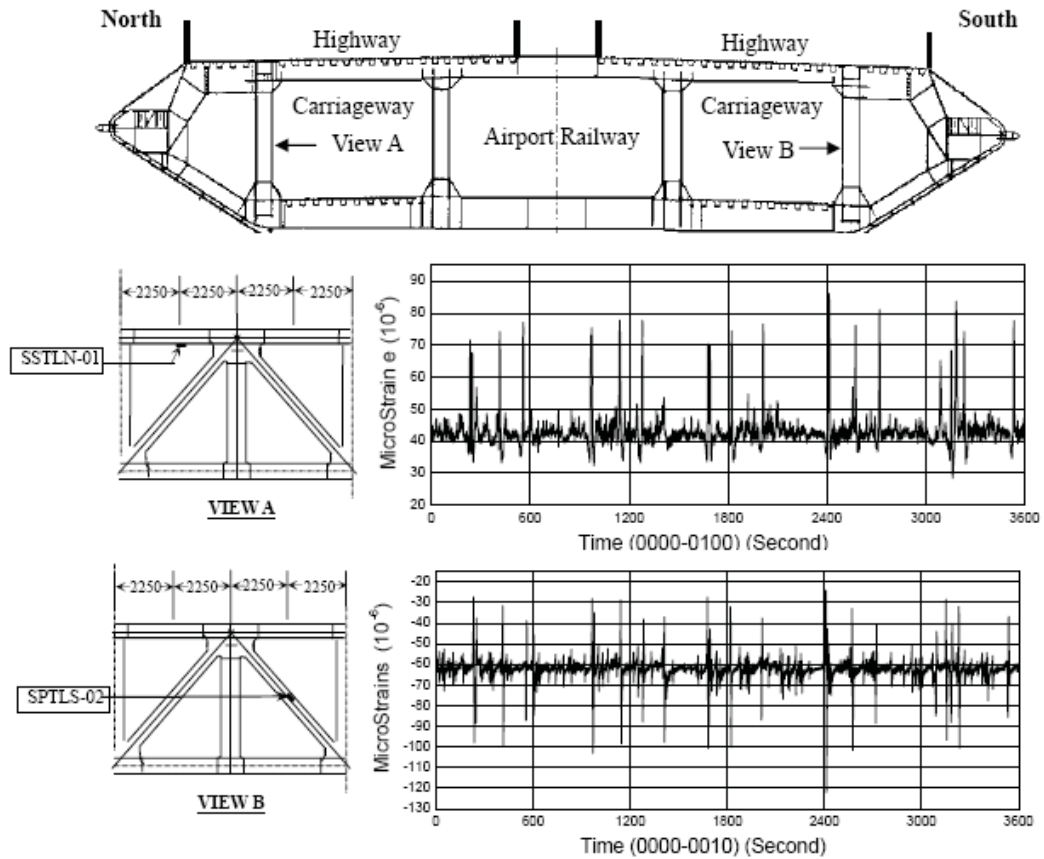 North South
Highway Highway
Carriageway Carriageway
View A Airport Railway View B
2250 2250 2250 2250
SSTLN-01
VIEW A
MicroStrain e (10-6)
90
80
70
60
50
40
30
20
0 600 1200 1800 2400 3000 3600
Time (0000-0100) (Second)
2250 2250 2250 2250
SPTLS-02
VIEW B
MicroStrains (10-6)
-20
-30
-40
-50
-60
-70
-80
-90
-100
-110
-120
-130
0 600 1200 1800 2400 3000 3600
Time (0000-0010) (Second)